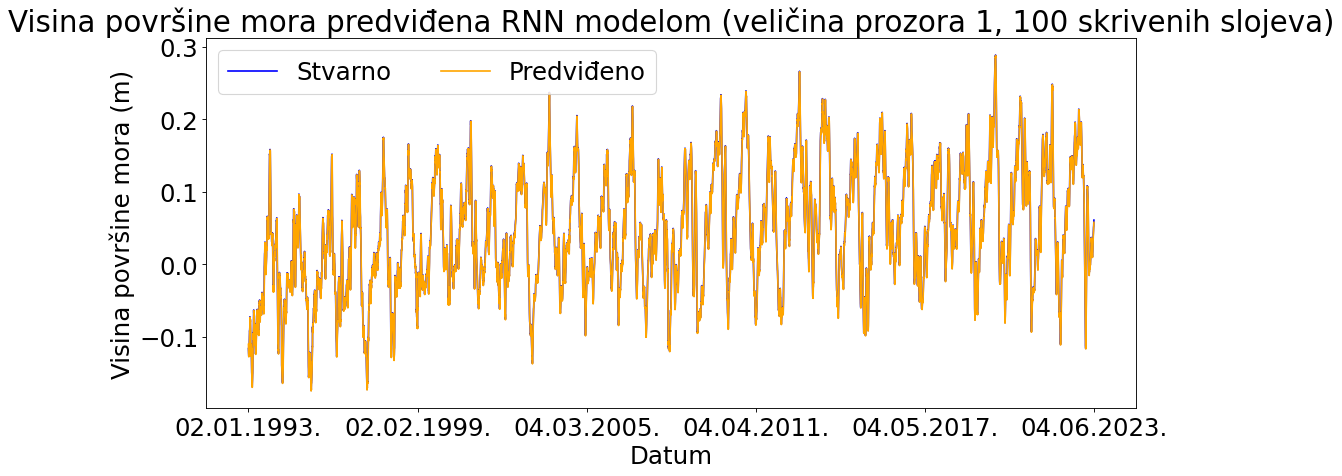 Visina površine mora predviđena RNN modelom (veličina prozora 1, 100 skrivenih slojeva)
Stvarno
Predviđeno
Visina površine mora (m)
0.3
0.2
0.1
0.0
−0.1
02.01.1993.
02.02.1999.
04.03.2005.
04.04.2011.
04.05.2017.
04.06.2023.
Datum